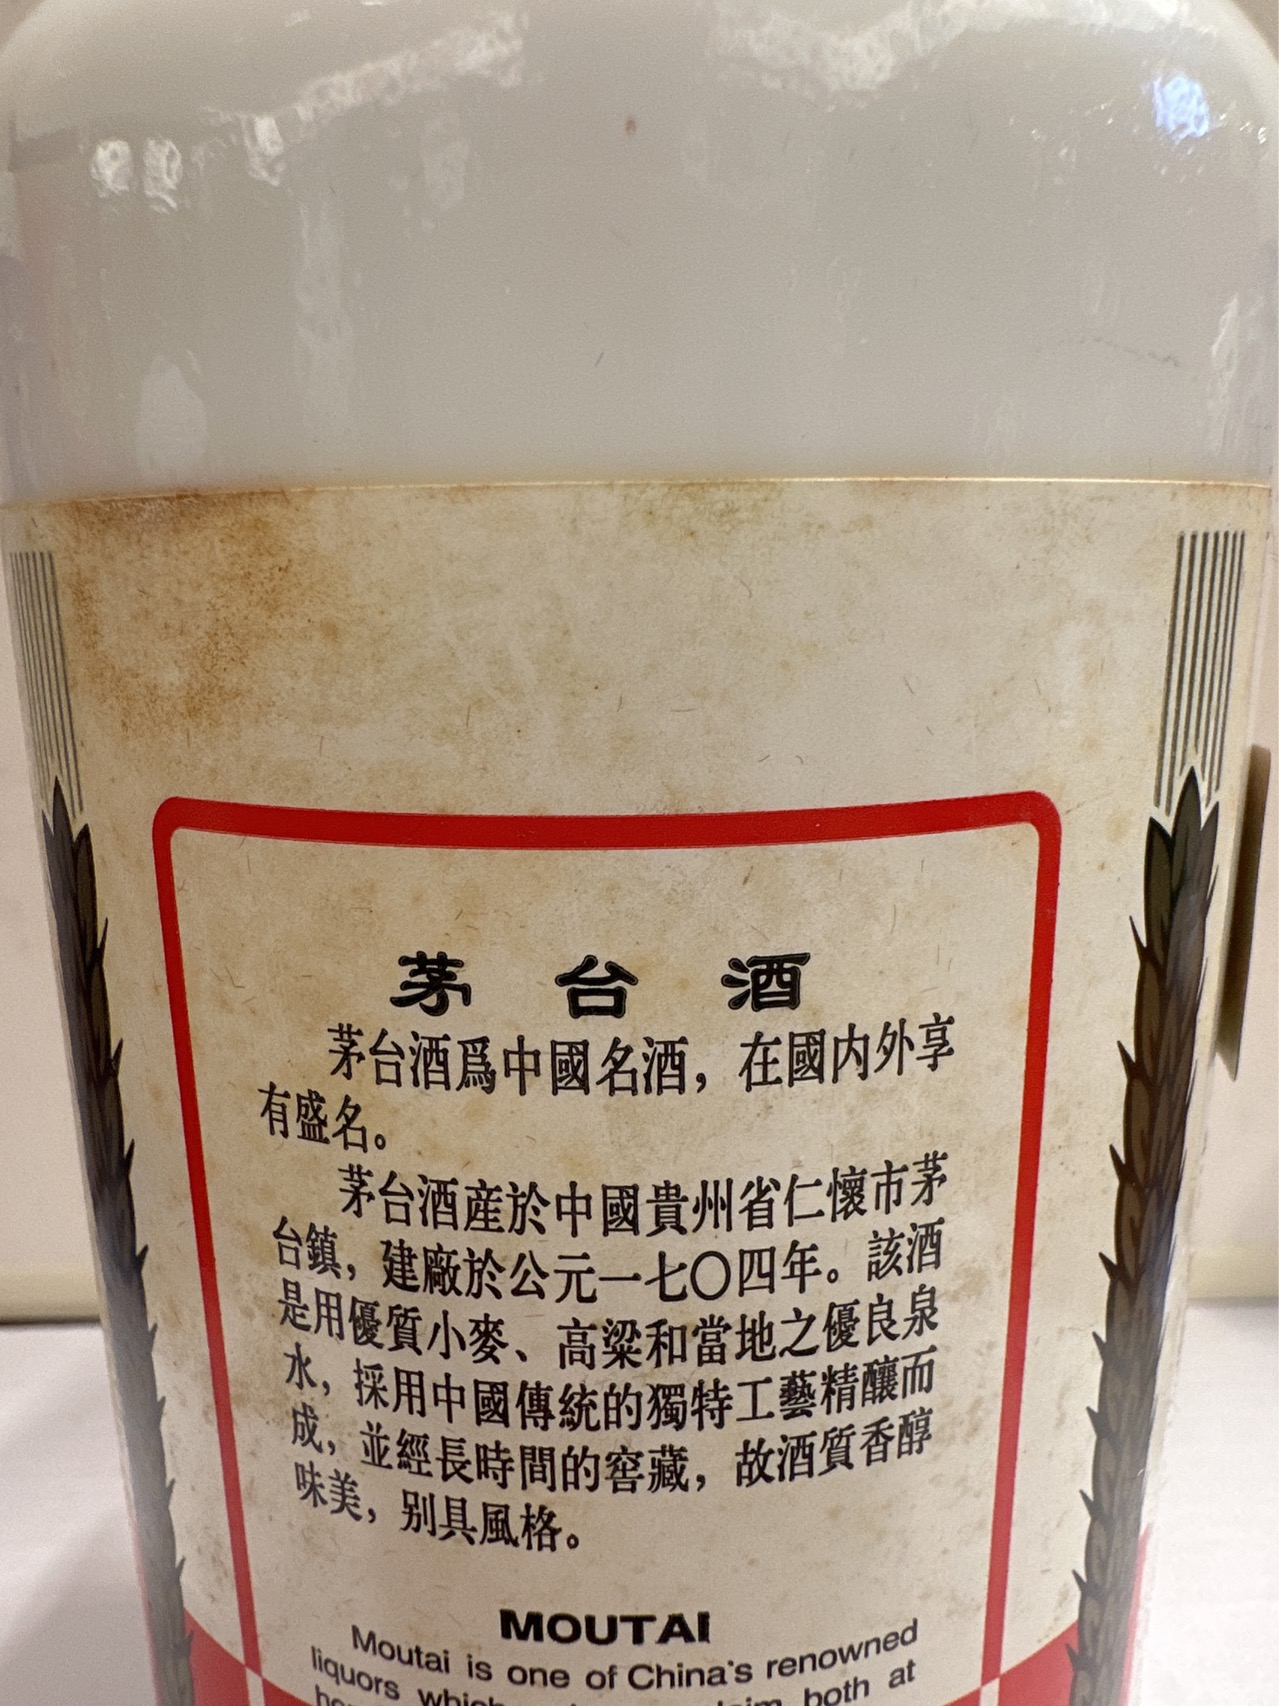 茅台酒
茅台酒爲中國名酒，在國内外享
有盛名。
茅台酒産於中國貴州省仁懷市茅
台鎮，建廠於公元一七〇四年。該酒
是用優質小麥、高粱和當地之優良泉
水，採用中國傳統的獨特工藝精釀而
成，並經長時間的窖藏，故酒質香醇
味美，别具風格。
MOUTAI
Moutai is one of China's renowned
liquors both at